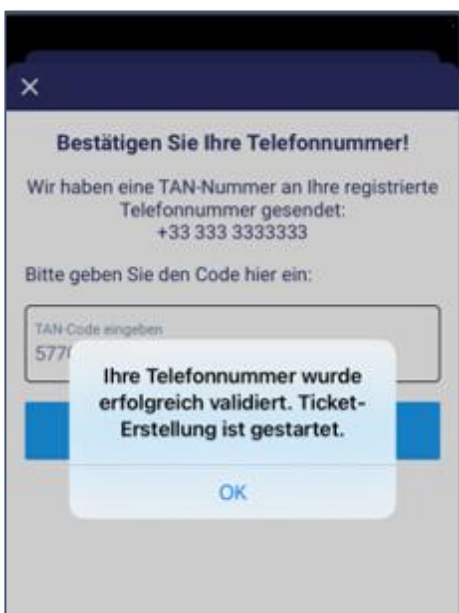 Bestätigen Sie Ihre Telefonnummer!
Wir haben eine TAN-Nummer an Ihre registrierte
Telefonnummer gesendet:
+33 333 3333333
Bitte geben Sie den Code hier ein:
TAN-Code eingeben
Ihre Telefonnummer wurde
erfolgreich validiert. Ticket-
Erstellung ist gestartet.
OK